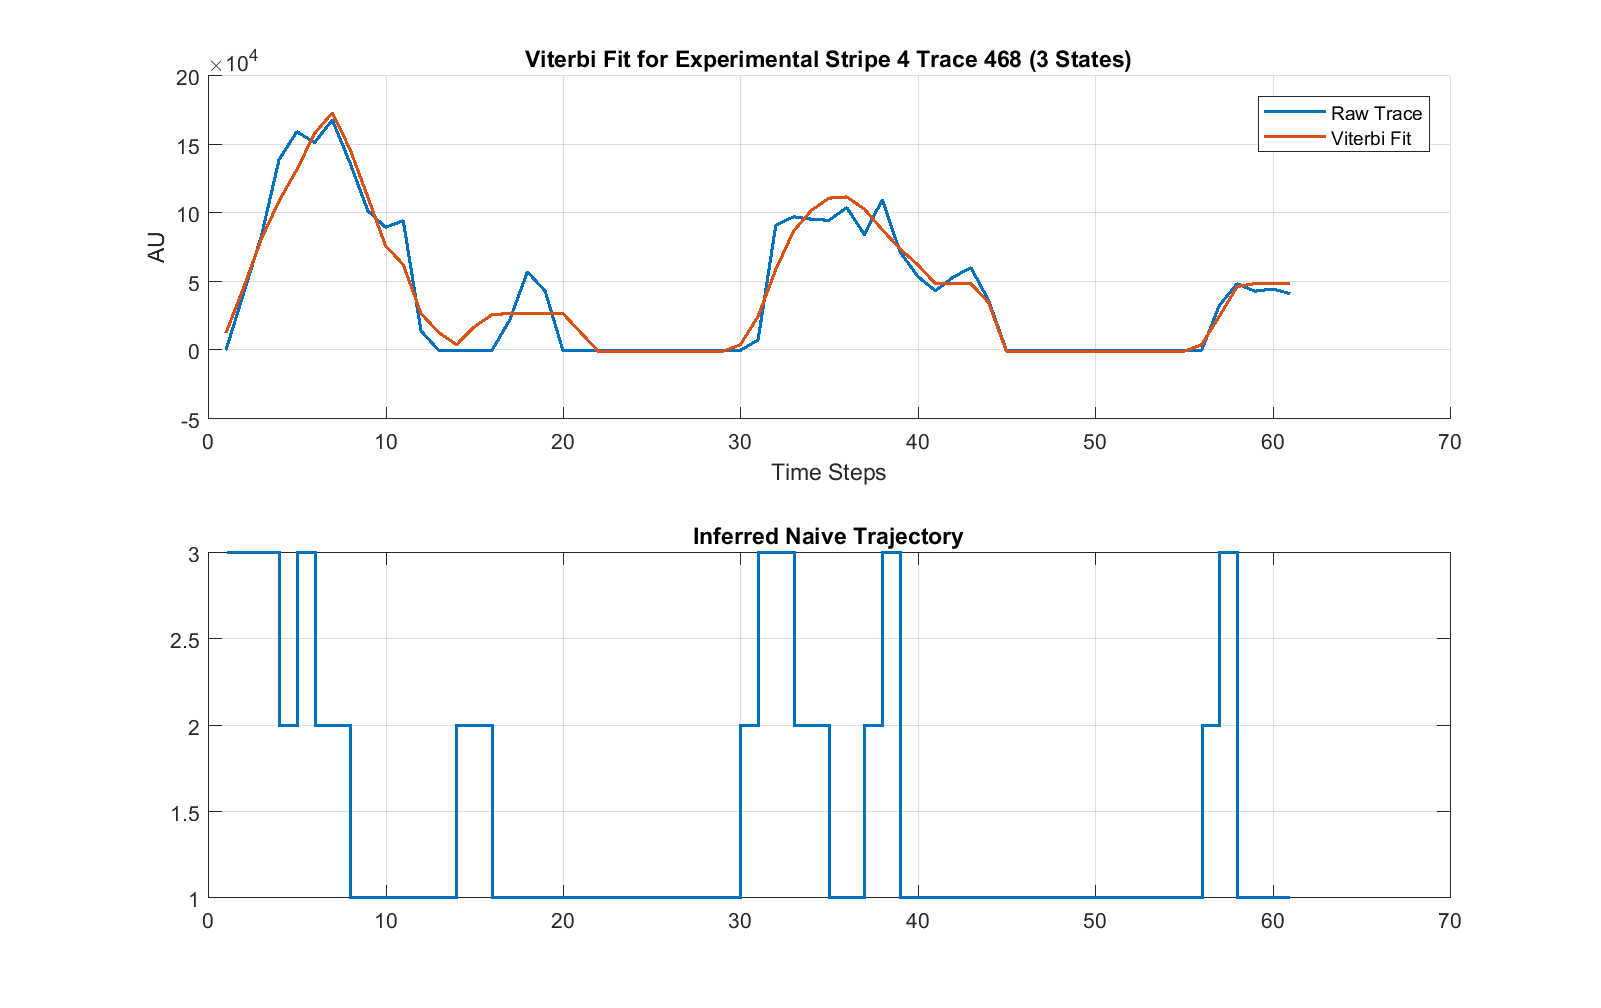 Viterbi Fit for Experimental Stripe 4 Trace 468 (3 States)
×10⁴
20
15
10
5
0
-5
AU
0 10 20 30 40 50 60 70
Time Steps
Raw Trace
Viterbi Fit
Inferred Naive Trajectory
3
2.5
2
1.5
1
0 10 20 30 40 50 60 70